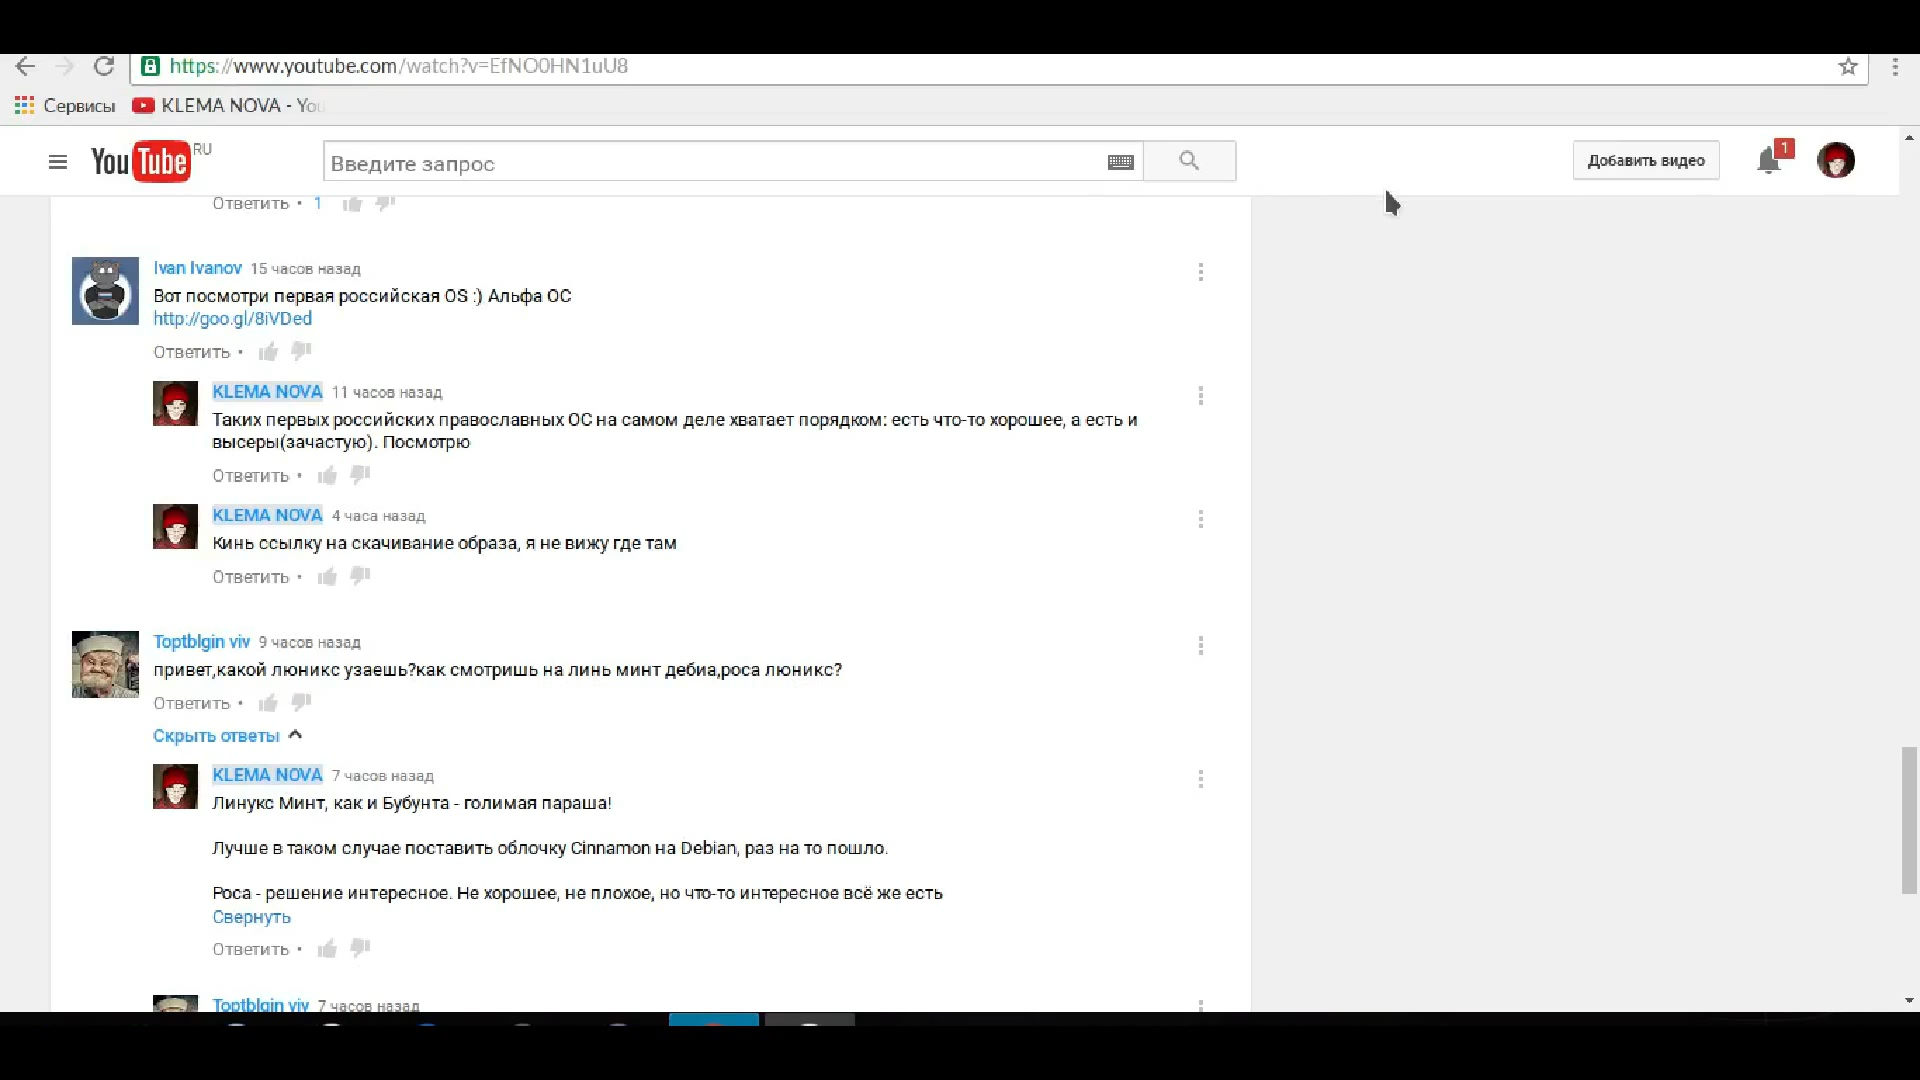 https://www.youtube.com/watch?v=EfNO0HN1uU8
Сервисы
KLEMA NOVA - You
YouTube RU
Введите запрос
Добавить видео
1
Ответить • 1
Ivan Ivanov 15 часов назад
Вот посмотри первая российская OS :) Альфа ОС
http://goo.gl/8iVDed
Ответить •
KLEMA NOVA 11 часов назад
Таких первых российских православных ОС на самом деле хватает порядком: есть что-то хорошее, а есть и
высеры(зачастую). Посмотрю
Ответить •
KLEMA NOVA 4 часа назад
Кинь ссылку на скачивание образа, я не вижу где там
Ответить •
Toptblgin viv 9 часов назад
привет,какой люникс узаешь?как смотришь на линь минт дебиа,роса люникс?
Ответить •
Скрыть ответы
KLEMA NOVA 7 часов назад
Линукс Минт, как и Бубунта - голимая параша!
Лучше в таком случае поставить облочку Cinnamon на Debian, раз на то пошло.
Роса - решение интересное. Не хорошее, не плохое, но что-то интересное всё же есть
Свернуть
Ответить •
Toptblgin viv 7 часов назад